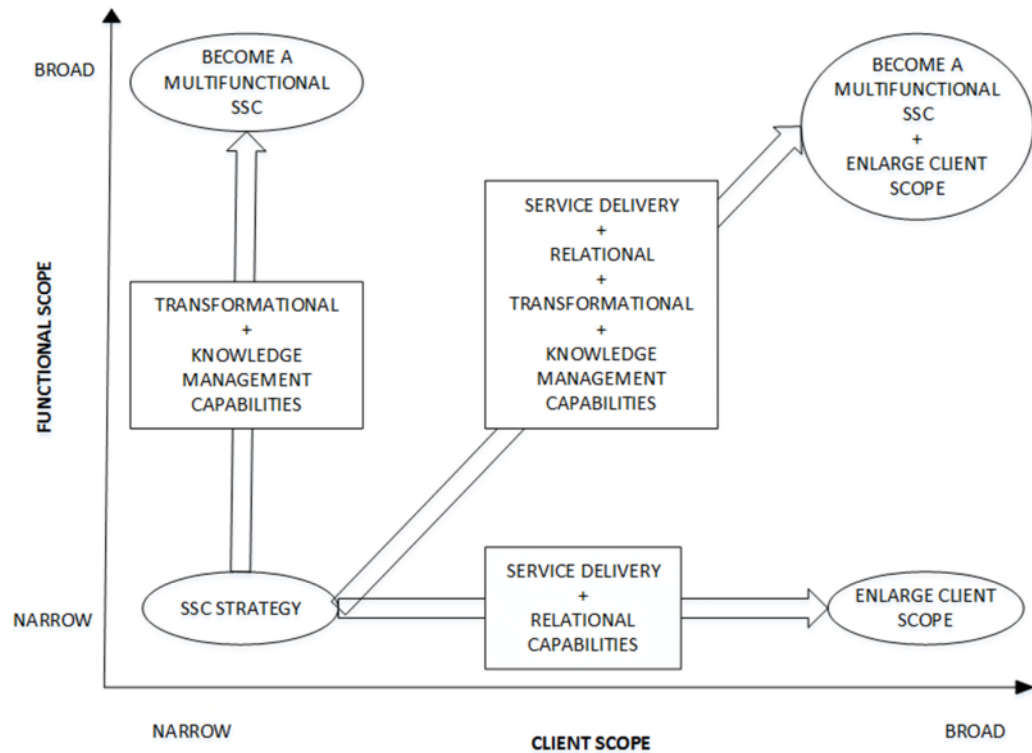 BROAD
BECOME A
MULTIFUNCTIONAL
SSC
BECOME A
MULTIFUNCTIONAL
SSC
+
ENLARGE CLIENT
SCOPE
FUNCTIONAL SCOPE
TRANSFORMATIONAL
+
KNOWLEDGE
MANAGEMENT
CAPABILITIES
SERVICE DELIVERY
+
RELATIONAL
+
TRANSFORMATIONAL
+
KNOWLEDGE
MANAGEMENT
CAPABILITIES
NARROW
SSC STRATEGY
SERVICE DELIVERY
+
RELATIONAL
CAPABILITIES
ENLARGE CLIENT
SCOPE
NARROW
CLIENT SCOPE
BROAD